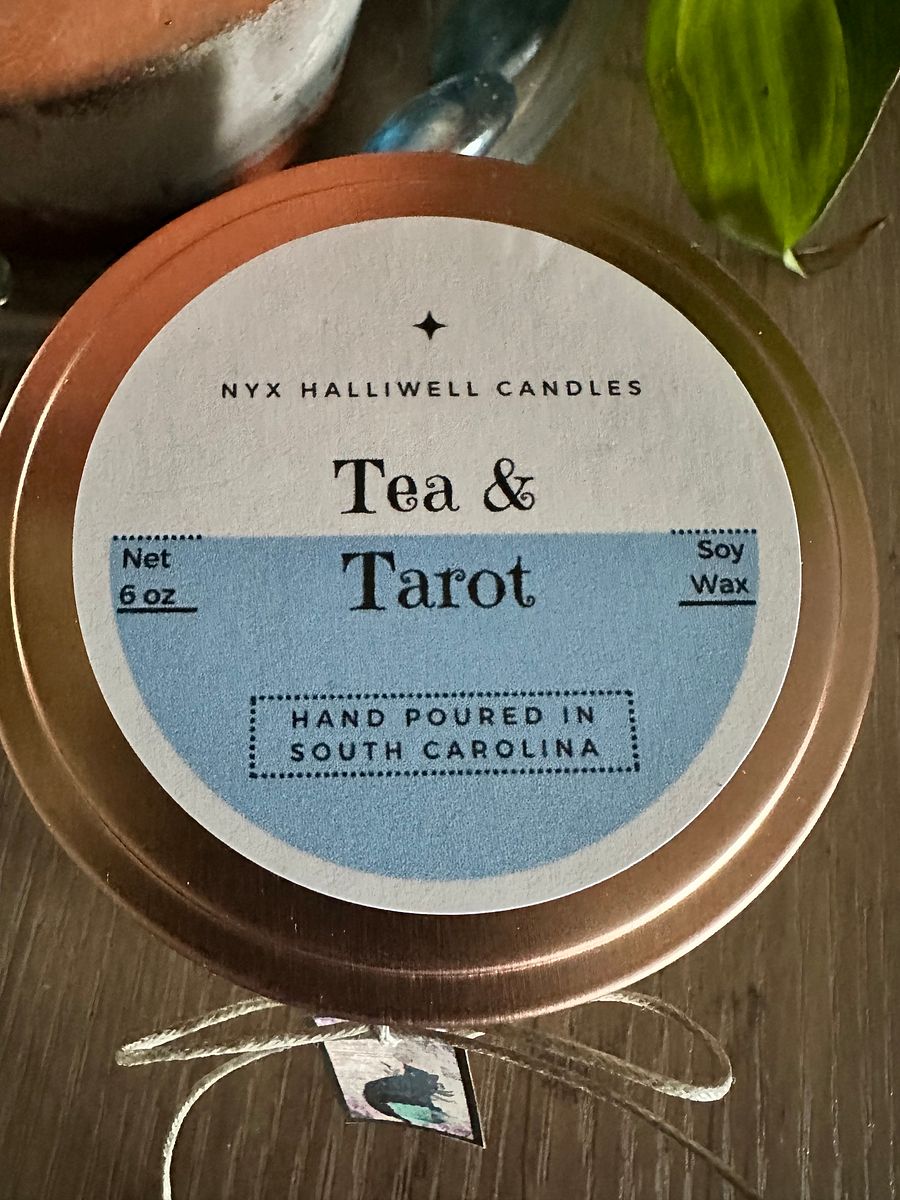 NYX HALLIWELL CANDLES
Tea &
Tarot
Net
6 oz
Soy
Wax
HAND POURED IN
SOUTH CAROLINA